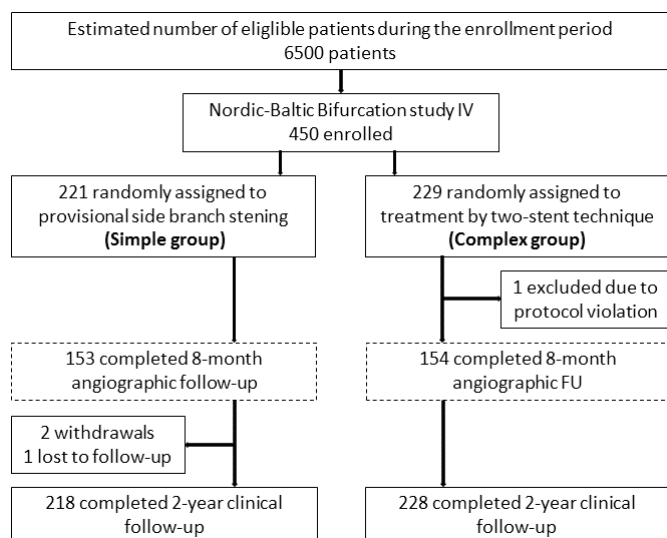 Estimated number of eliglible patients during the enrollment period
6500 patients
Nordic-Baltic Bifurcation study IV
450 enrolled
221 randomly assigned to
provisional side branch stening
(Simple group)
229 randomly assigned to
treatment by two-stent technique
(Complex group)
1 excluded due to
protocol violation
153 completed 8-month
angiographic follow-up
154 completed 8-month
angiographic FU
2 withdrawals
1 lost to follow-up
218 completed 2-year clinical
follow-up
228 completed 2-year clinical
follow-up